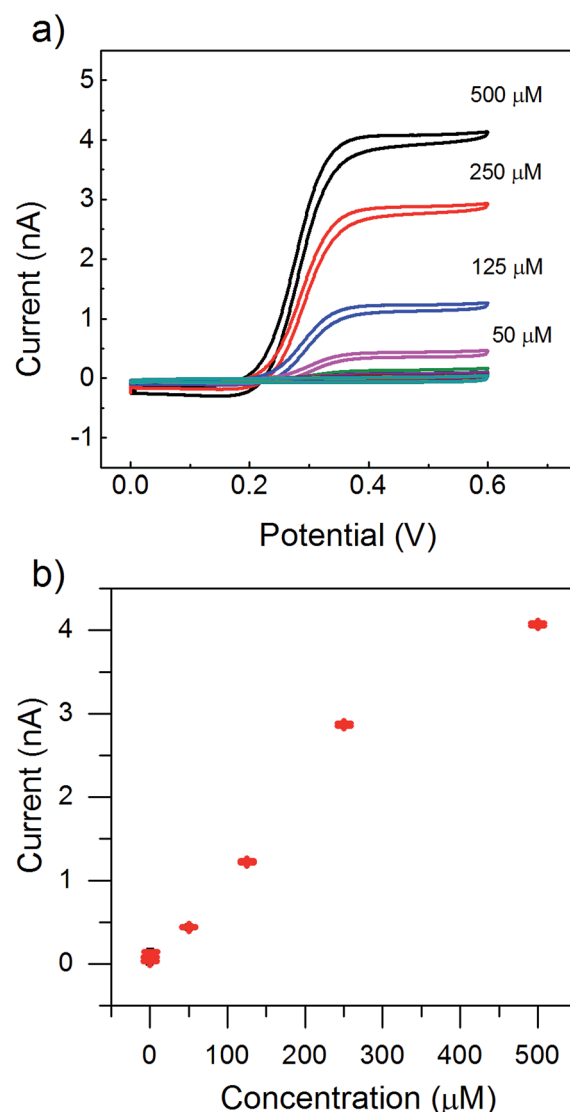 a)
5
4
3
2
1
0
-1
Current (nA)
500 μM
250 μM
125 μM
50 μM
0.0 0.2 0.4 0.6
Potential (V)
b)
4
3
2
1
0
Current (nA)
0 100 200 300 400 500
Concentration (μM)